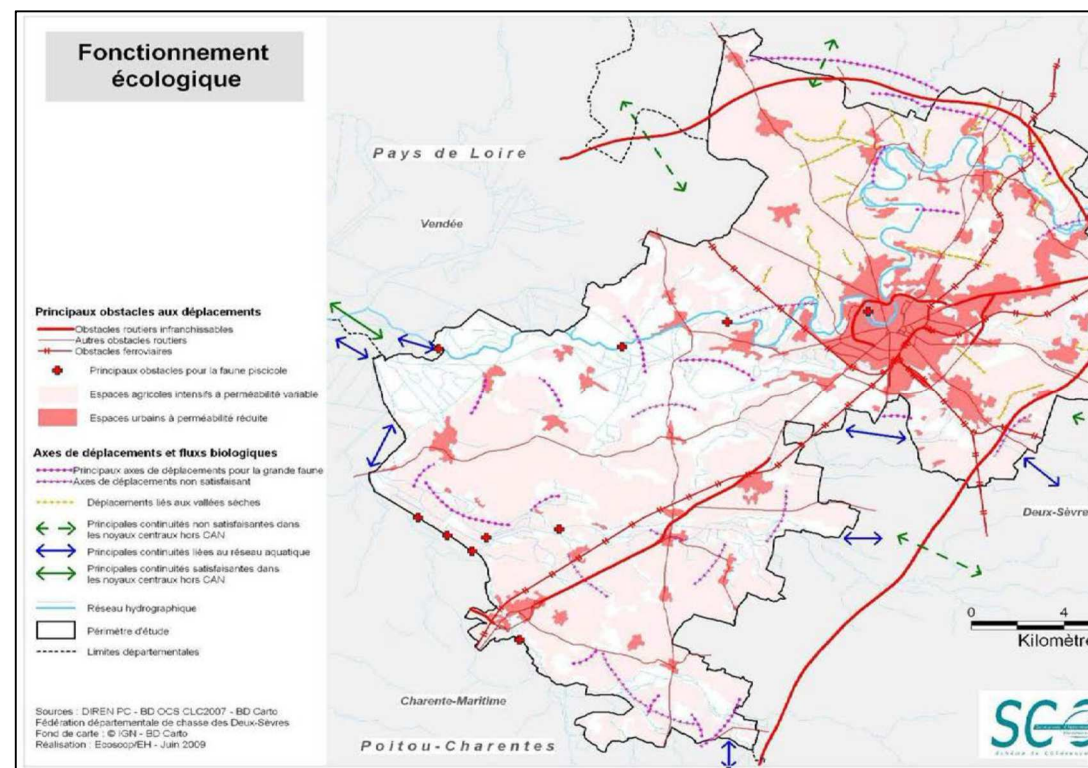 Fonctionnement
écologique
Pays de Loire
Vendée
Principaux obstacles aux déplacements
Obstacles routiers infranchissables
Autres obstacles routiers
Obstacles ferroviaires
Principaux obstacles pour la faune piscicole
Espaces agricoles intensifs à perméabilité variable
Espaces urbains à perméabilité réduite
Axes de déplacements et flux biologiques
Principaux axes de déplacements pour la grande faune
Axes de déplacements non satisfaisant
Déplacements liés aux vallées sèches
Principales continuités non satisfaisantes dans
les noyaux centraux hors CAN
Principales continuités liées au réseau aquatique
Principales continuités satisfaisantes dans
les noyaux centraux hors CAN
Réseau hydrographique
Périmètre d'étude
Limites départementales
Sources : DIREN PC - BD OCS CLC2007 - BD Carto
Fédération départementale de chasse des Deux-Sèvres
Fond de carte : © IGN - BD Carto
Réalisation : Ecoscop/EH - Juin 2009
Deux-Sèvre
0 4
Kilomètre
Charente-Maritime
Poitou-Charentes
SCO